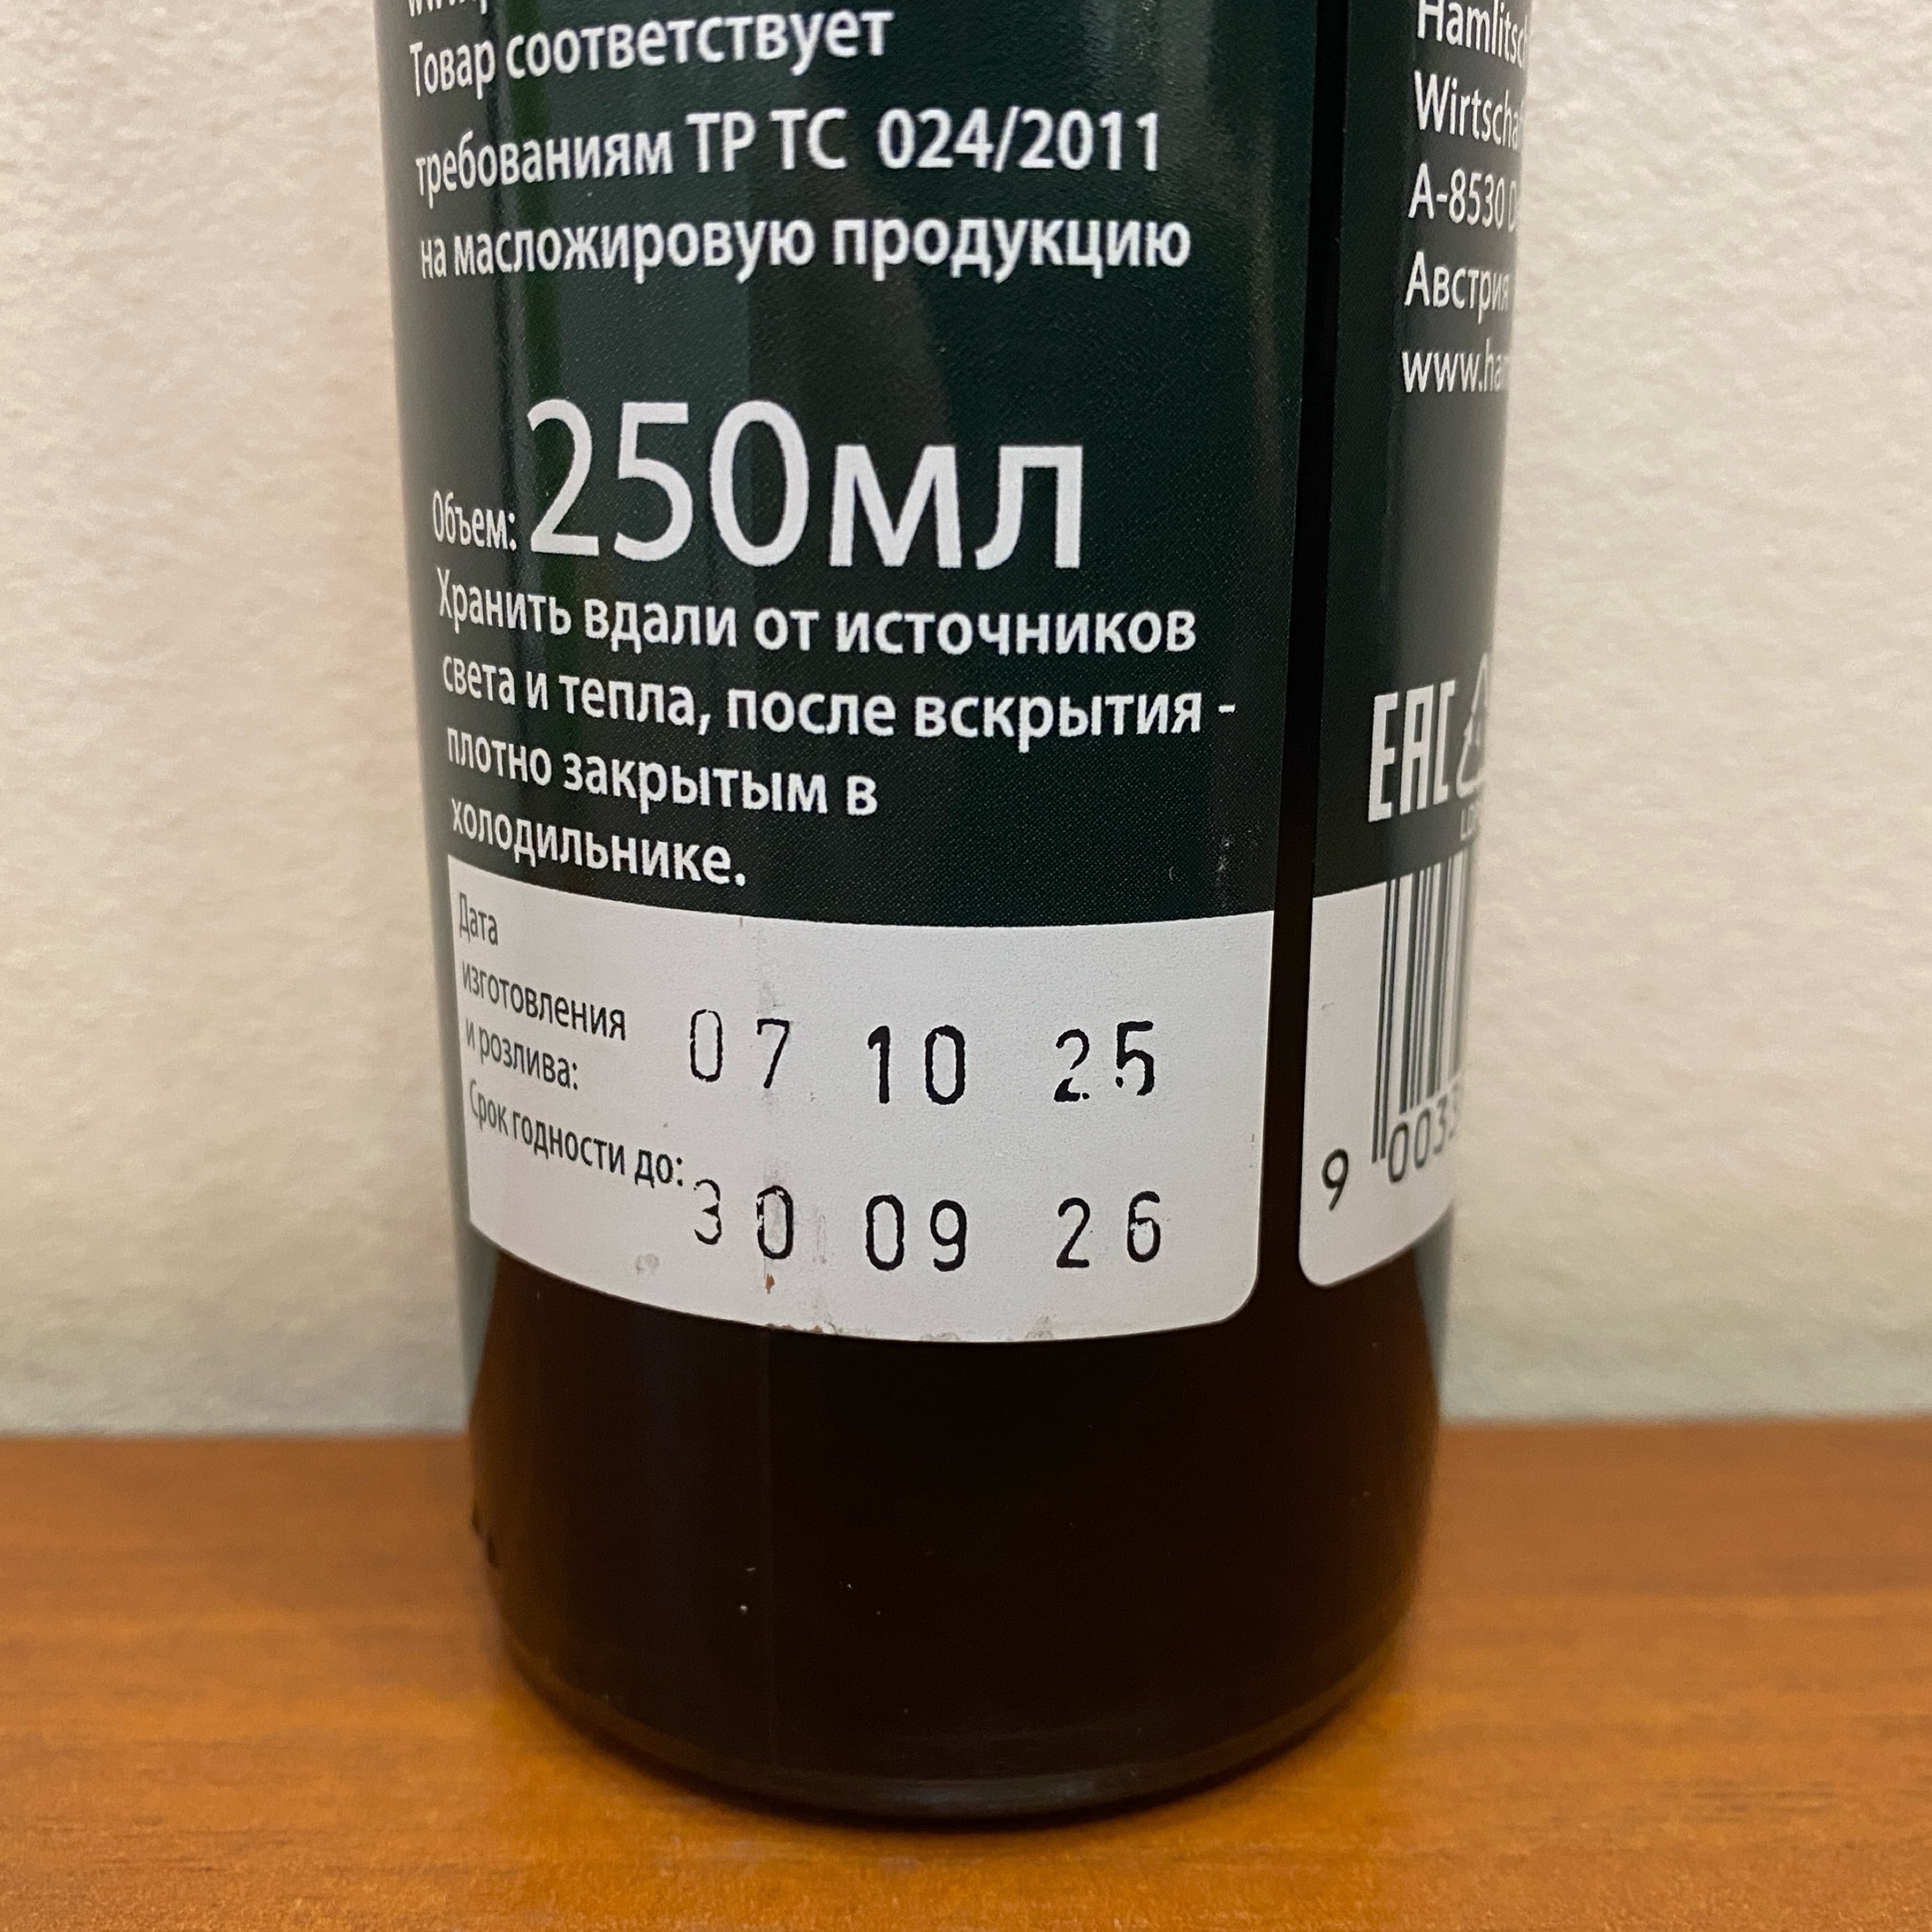 Товар соответствует
требованиям ТР ТС 024/2011
на масложировую продукцию
Объем: 250мл
Хранить вдали от источников
света и тепла, после вскрытия -
плотно закрытым в
холодильнике.
Дата
изготовления
и розлива: 07 10 25
Срок годности до: 30 09 26
A-8530
Австрия
EAC
9 003